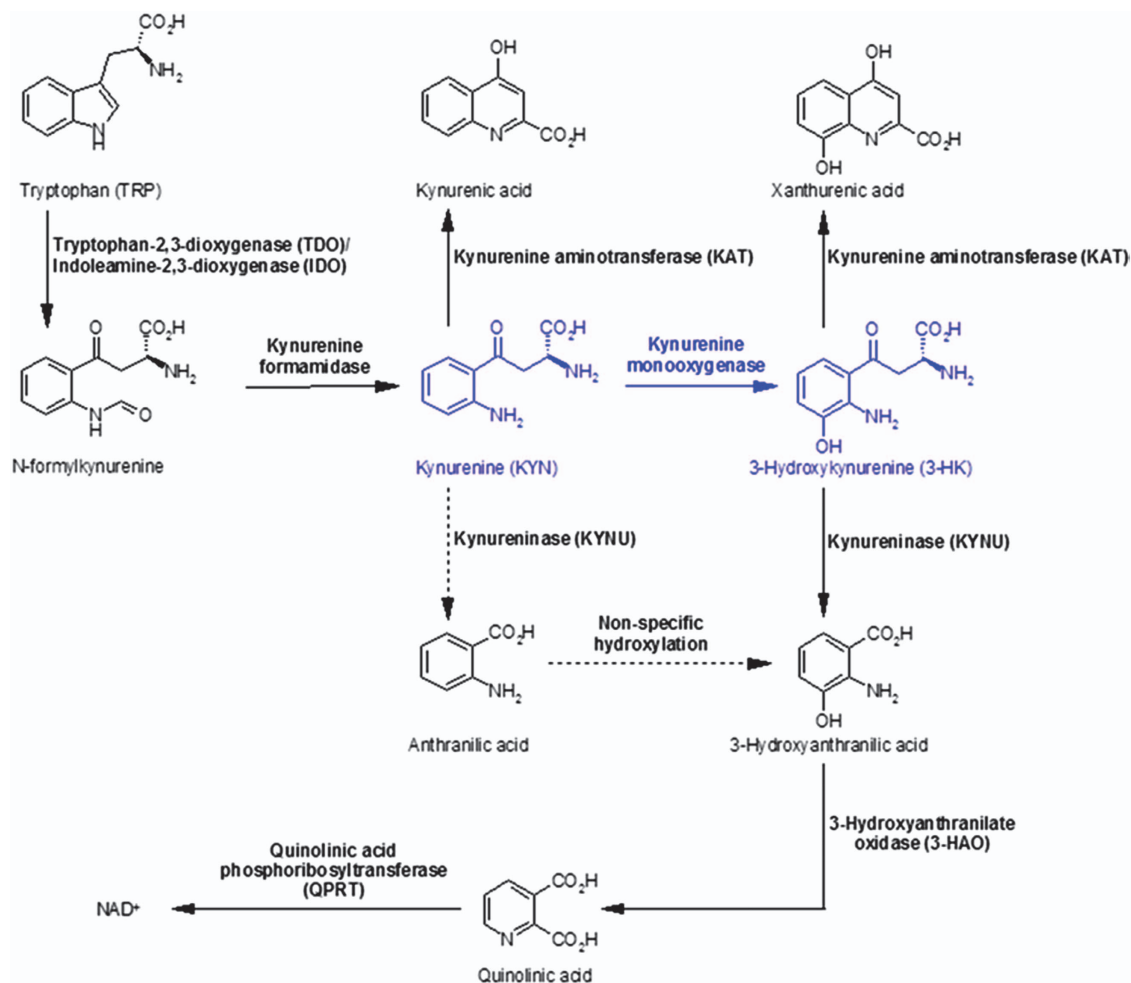 CO₂H
NH₂
N
H
Tryptophan (TRP)
OH
N
CO₂H
Kynurenic acid
OH
N
CO₂H
OH
Xanthurenic acid
Tryptophan-2,3-dioxygenase (TDO)/
Indoleamine-2,3-dioxygenase (IDO)
Kynurenine aminotransferase (KAT)
Kynurenine aminotransferase (KAT)
O
CO₂H
NH₂
N
H
O
N-formylkynurenine
Kynurenine
formamidase
O
CO₂H
NH₂
NH₂
Kynurenine (KYN)
Kynurenine
monooxygenase
O
CO₂H
NH₂
NH₂
OH
3-Hydroxykynurenine (3-HK)
Kynureninase (KYNU)
Kynureninase (KYNU)
CO₂H
NH₂
Anthranilic acid
Non-specific
hydroxylation
CO₂H
NH₂
OH
3-Hydroxyanthranilic acid
3-Hydroxyanthranilate
oxidase (3-HAO)
Quinolinic acid
phosphoribosyltransferase
(QPRT)
NAD⁺
CO₂H
N
CO₂H
Quinolinic acid